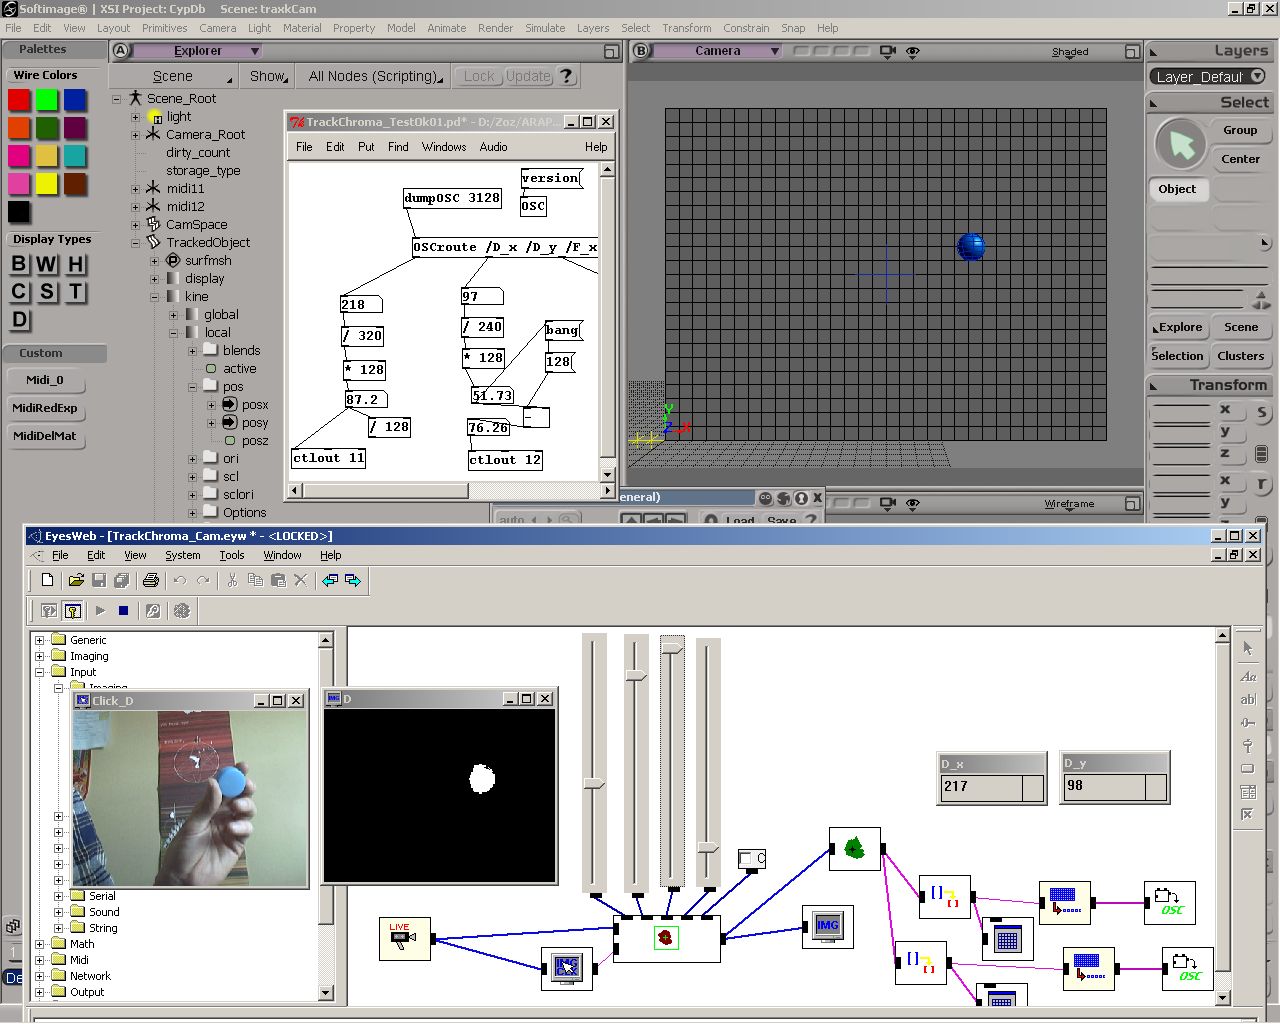 Softimage® | XSI Project: CypDb    Scene: traxkCam
File Edit View Layout Primitives Camera Light Material Property Model Animate Render Simulate Layers Select Transform Constrain Snap Help
Palettes
Wire Colors
Display Types
B W H
C S T
D
Custom
Midi_0
MidiRedExp
MidiDelMat
A Explorer
Scene Show All Nodes (Scripting) Lock Update ?
Scene_Root
light
Camera_Root
dirty_count
storage_type
midi11
midi12
CamSpace
TrackedObject
surfmsh
display
kine
global
local
blends
active
pos
posx
posy
posz
ori
scl
sclori
Options
TrackChroma_TestOk01.pd* - D:/Zoz/ARAP...
File Edit Put Find Windows Audio Help
version
dumpOSC 3128
OSC
OSCroute /D_x /D_y /F_x
218
97
/ 320
/ 240
bang
* 128
* 128
128
87.2
51.73
/ 128
76.26
-
ctlout 11
ctlout 12
B Camera Shaded
Y
Z X
eneral)
auto Load Save ?
Wireframe
Layers
Layer_Defaul
Select
Group
Center
Object
Explore Scene
Selection Clusters
Transform
x S
y
z
x r
y
EyesWeb - [TrackChroma_Cam.eyw * - <LOCKED>]
File Edit View System Tools Window Help
Generic
Imaging
Input
Imaging
Click_D
D
Serial
Sound
String
Math
Midi
Network
Output
De
D_x
217
D_y
98
C
LIVE
IMG
IMG
OSC
OSC
Aa
ab|